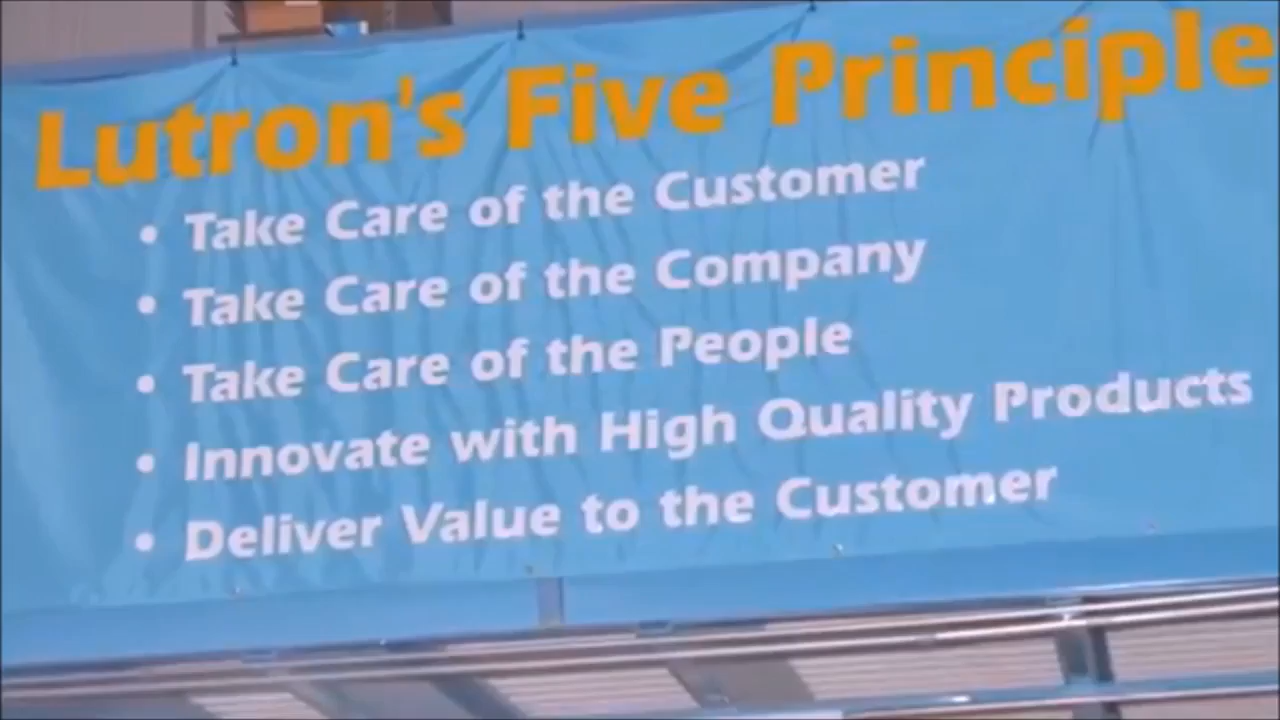 Lutron's Five Principle
• Take Care of the Customer
• Take Care of the Company
• Take Care of the People
• Innovate with High Quality Products
• Deliver Value to the Customer